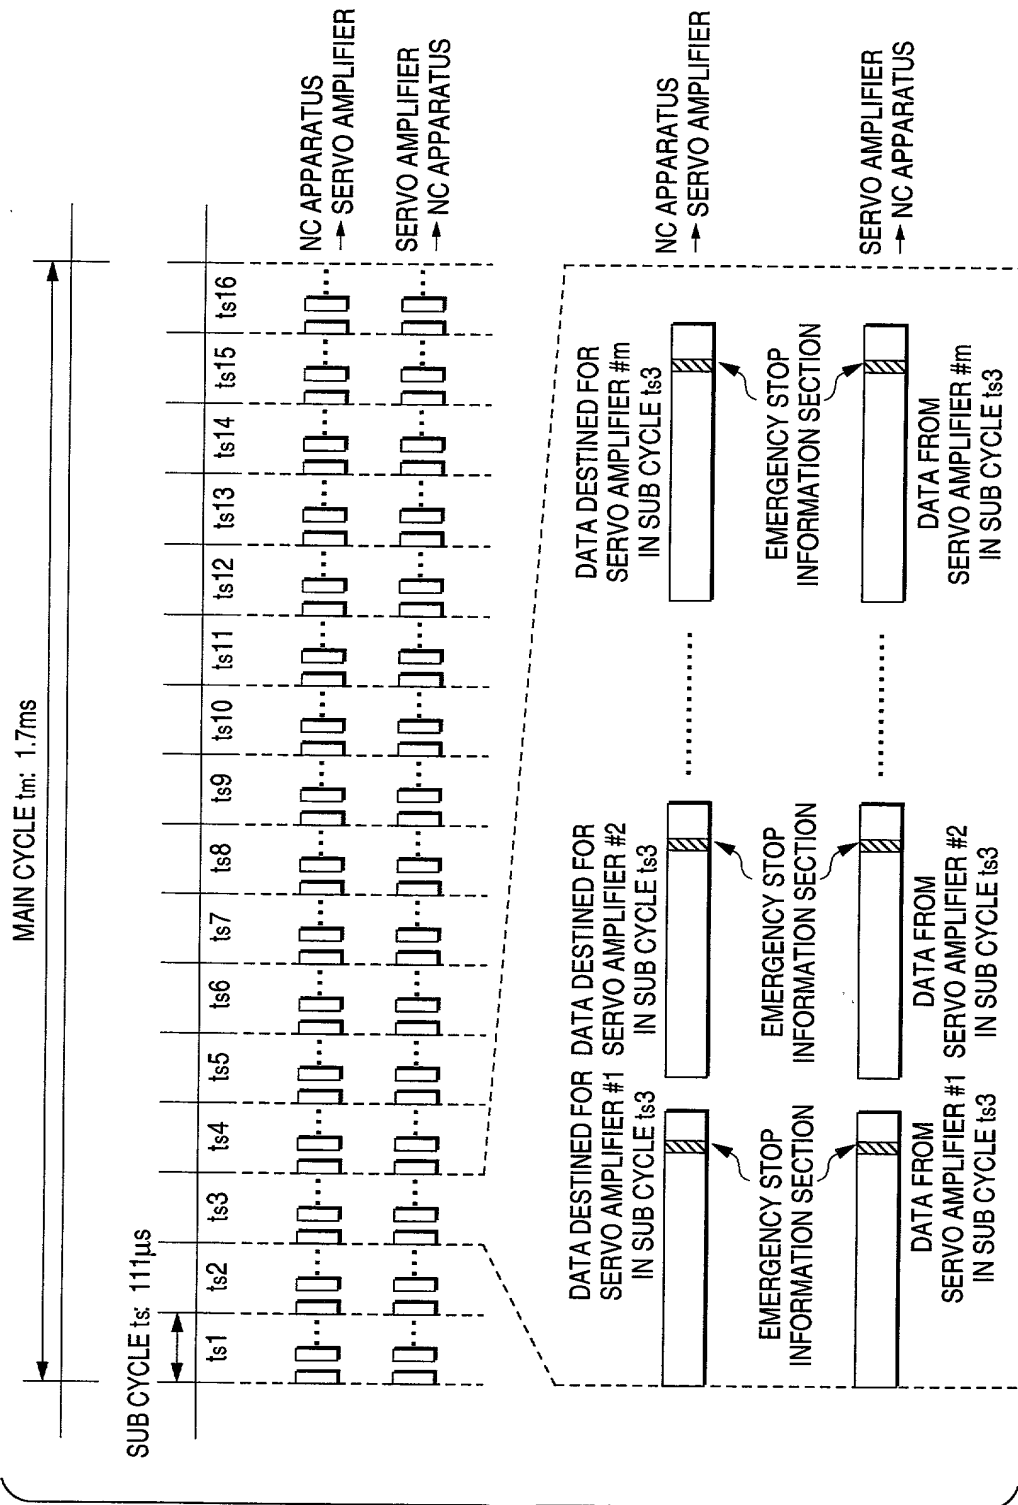 MAIN CYCLE tm: 1.7ms
SUB CYCLE ts: 111μs
ts1
ts2
ts3
ts4
ts5
ts6
ts7
ts8
ts9
ts10
ts11
ts12
ts13
ts14
ts15
ts16
NC APPARATUS
→ SERVO AMPLIFIER
SERVO AMPLIFIER
→ NC APPARATUS
DATA DESTINED FOR
SERVO AMPLIFIER #1
IN SUB CYCLE ts3
DATA DESTINED FOR
SERVO AMPLIFIER #2
IN SUB CYCLE ts3
DATA DESTINED FOR
SERVO AMPLIFIER #m
IN SUB CYCLE ts3
NC APPARATUS
→ SERVO AMPLIFIER
EMERGENCY STOP
INFORMATION SECTION
EMERGENCY STOP
INFORMATION SECTION
EMERGENCY STOP
INFORMATION SECTION
SERVO AMPLIFIER
→ NC APPARATUS
DATA FROM
SERVO AMPLIFIER #1
IN SUB CYCLE ts3
DATA FROM
SERVO AMPLIFIER #2
IN SUB CYCLE ts3
DATA FROM
SERVO AMPLIFIER #m
IN SUB CYCLE ts3